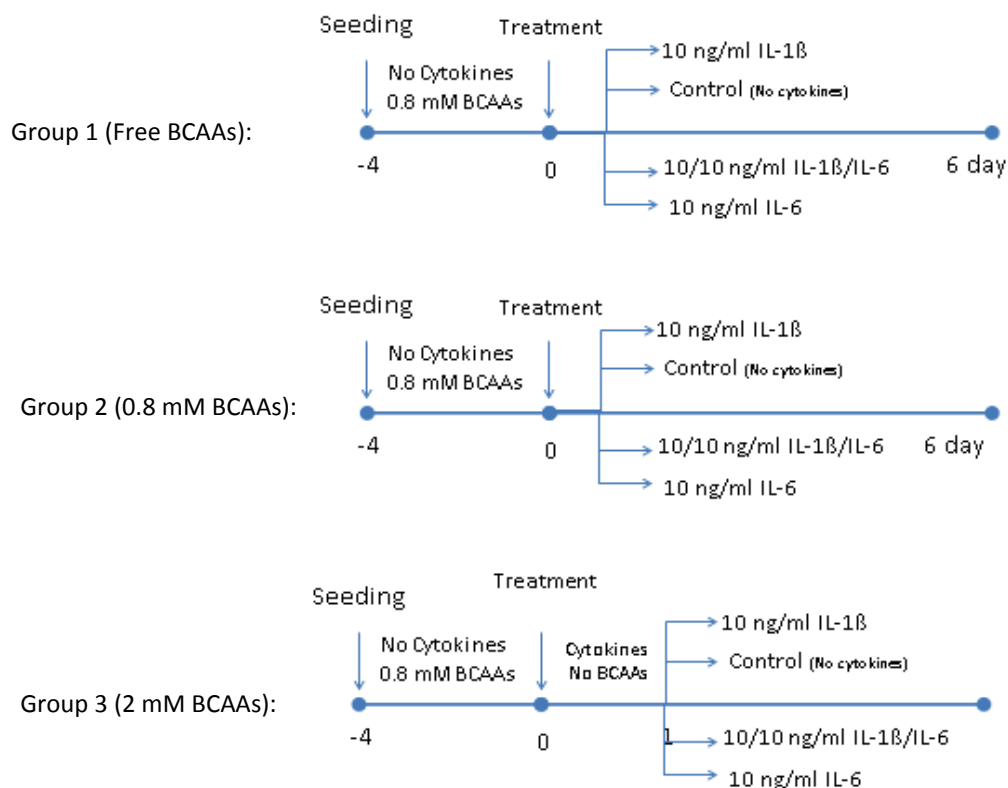 Seeding
Treatment
10 ng/ml IL-1ß
No Cytokines
0.8 mM BCAAs
Control (No cytokines)
Group 1 (Free BCAAs):
-4
0
10/10 ng/ml IL-1ß/IL-6
6 day
10 ng/ml IL-6
Seeding
Treatment
10 ng/ml IL-1ß
No Cytokines
0.8 mM BCAAs
Control (No cytokines)
Group 2 (0.8 mM BCAAs):
-4
0
10/10 ng/ml IL-1ß/IL-6
6 day
10 ng/ml IL-6
Treatment
Seeding
10 ng/ml IL-1ß
No Cytokines
0.8 mM BCAAs
Cytokines
No BCAAs
Control (No cytokines)
Group 3 (2 mM BCAAs):
-4
0
1
10/10 ng/ml IL-1ß/IL-6
10 ng/ml IL-6